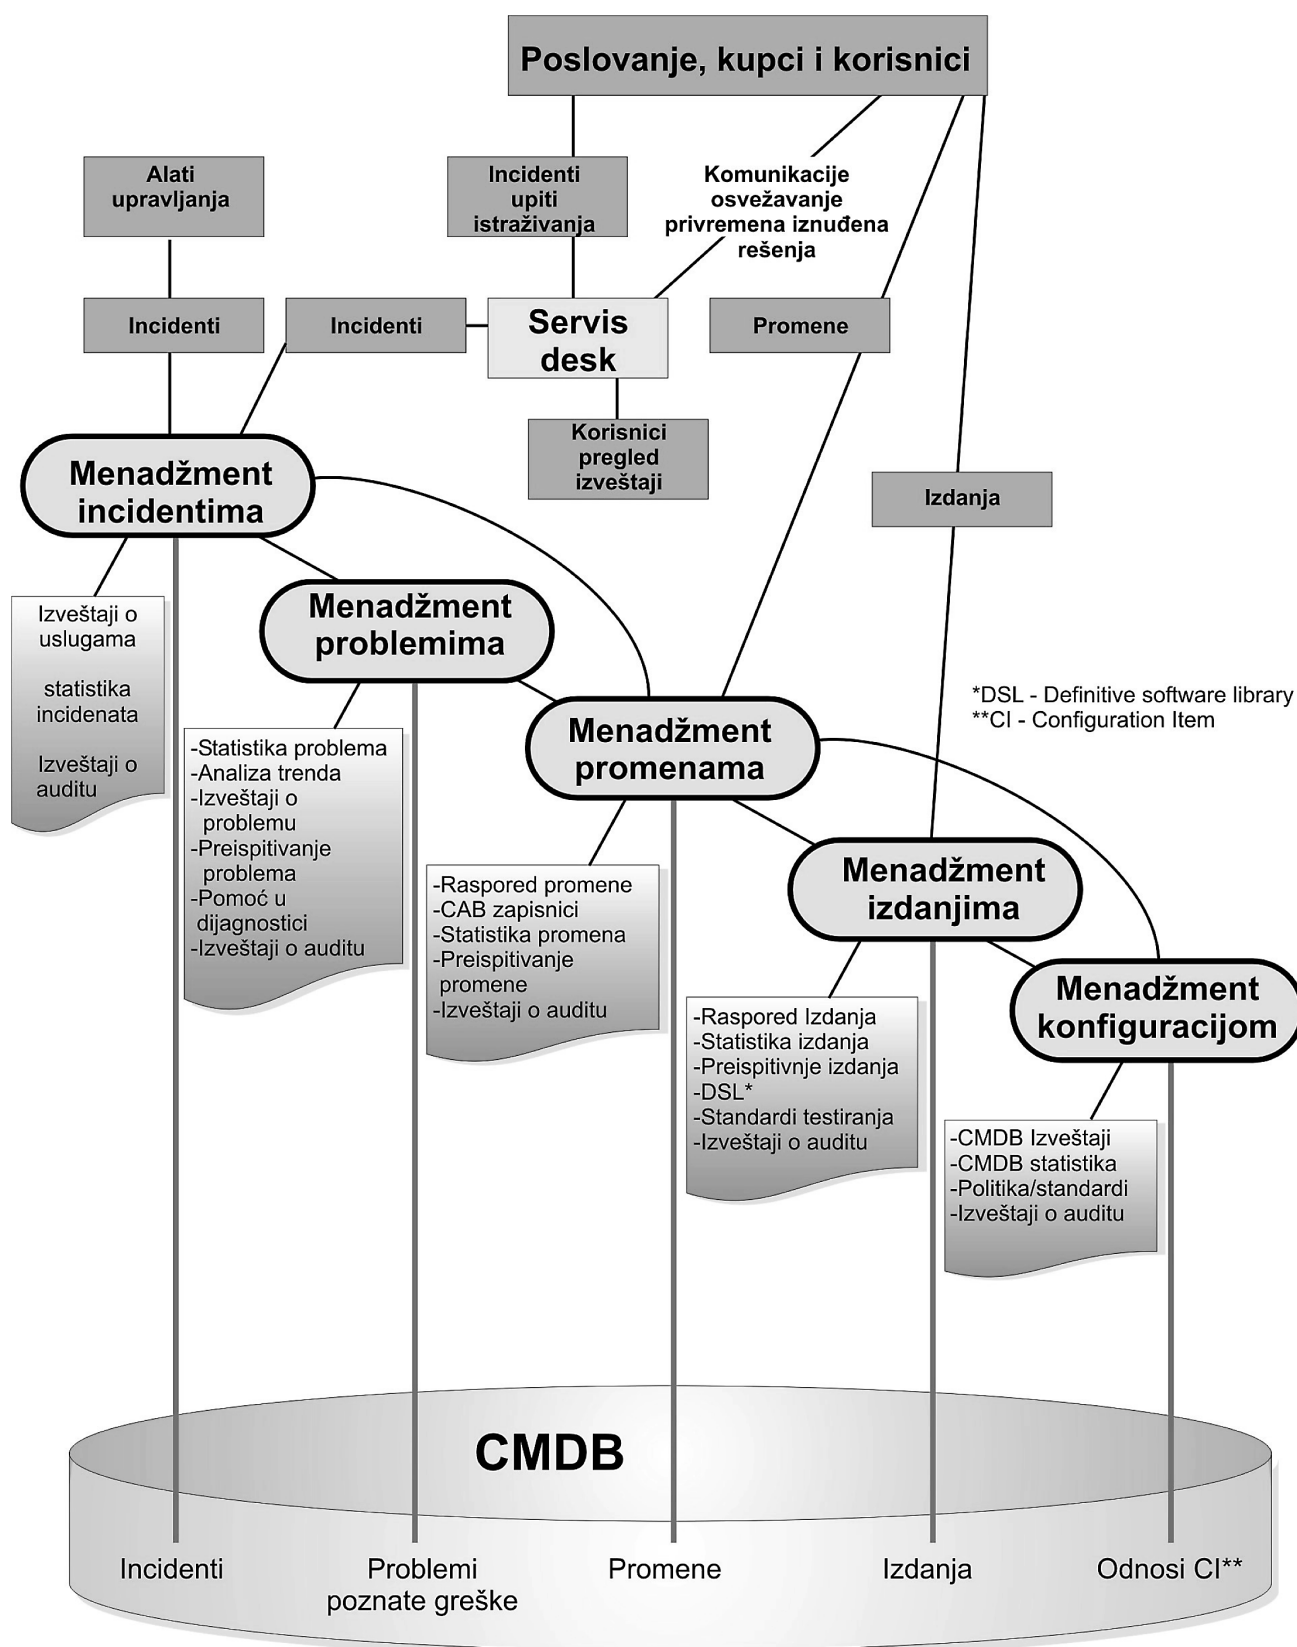 Poslovanje, kupci i korisnici
Alati
upravljanja
Incidenti
upiti
istraživanja
Komunikacije
osvežavanje
privremena iznuđena
rešenja
Incidenti
Incidenti
Servis
desk
Promene
Korisnici
pregled
izveštaji
Izdanja
Menadžment
incidentima
Menadžment
problemima
Menadžment
promenama
Menadžment
izdanjima
Menadžment
konfiguracijom
*DSL - Definitive software library
**CI - Configuration Item
Izveštaji o
uslugama
statistika
incidenata
Izveštaji o
auditu
-Statistika problema
-Analiza trenda
-Izveštaji o
problemu
-Preispitivanje
problema
-Pomoć u
dijagnostici
-Izveštaji o auditu
-Raspored promene
-CAB zapisnici
-Statistika promena
-Preispitivanje
promene
-Izveštaji o auditu
-Raspored Izdanja
-Statistika izdanja
-Preispitivnje izdanja
-DSL*
-Standardi testiranja
-Izveštaji o auditu
-CMDB Izveštaji
-CMDB statistika
-Politika/standardi
-Izveštaji o auditu
CMDB
Incidenti
Problemi
poznate greške
Promene
Izdanja
Odnosi CI**